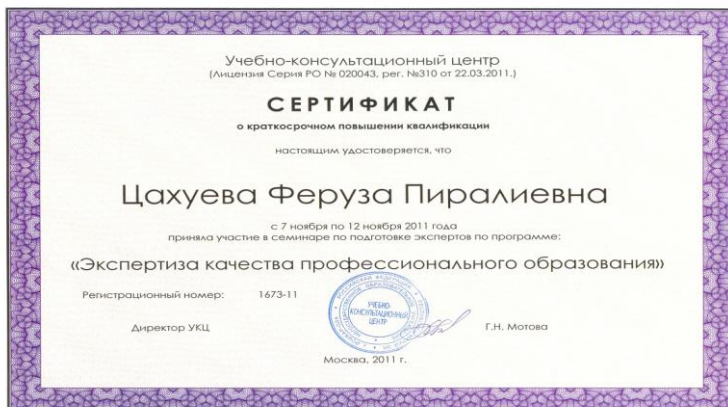 Учебно-консультационный центр
(Лицензия Серия РО № 020043, рег. №310 от 22.03.2011.)
СЕРТИФИКАТ
о краткосрочном повышении квалификации
настоящим удостоверяется, что
Цахуева Феруза Пиралиевна
с 7 ноября по 12 ноября 2011 года
приняла участие в семинаре по подготовке экспертов по программе:
«Экспертиза качества профессионального образования»
Регистрационный номер: 1673-11
УЧЕБНО-
КОНСУЛЬТАЦИОННЫЙ
ЦЕНТР
Директор УКЦ Г.Н. Мотова
Москва, 2011 г.